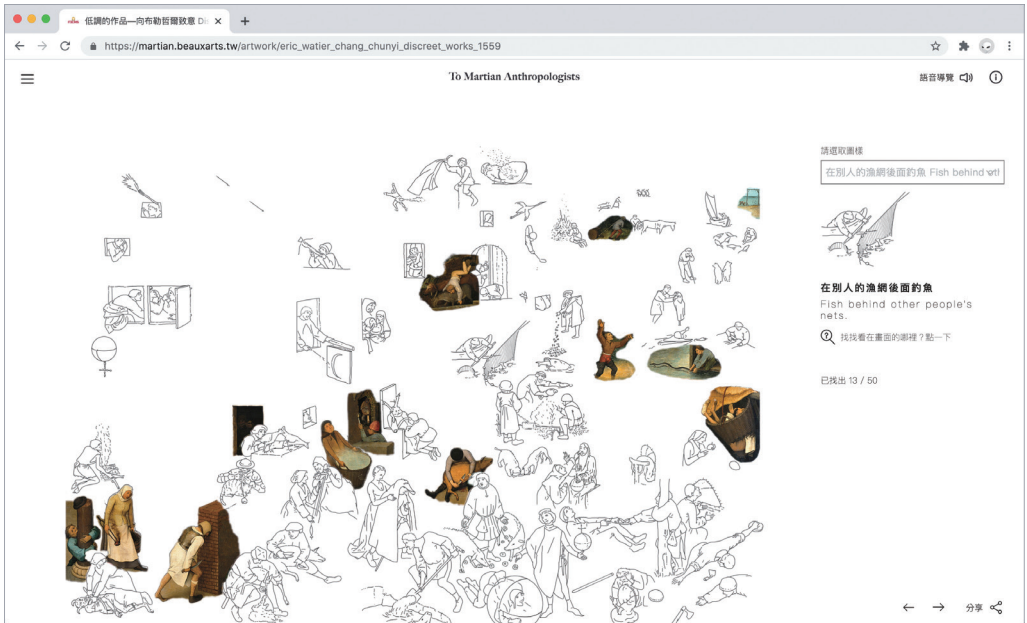 低調的作品—向布勒哲爾致意 Dis
https://martian.beauxarts.tw/artwork/eric_watier_chang_chunyi_discreet_works_1559
To Martian Anthropologists
語音導覽
請選取圖樣
在別人的漁網後面釣魚 Fish behind
在別人的漁網後面釣魚
Fish behind other people's
nets.
找找看在畫面的哪裡？點一下
已找出 13 / 50
分享